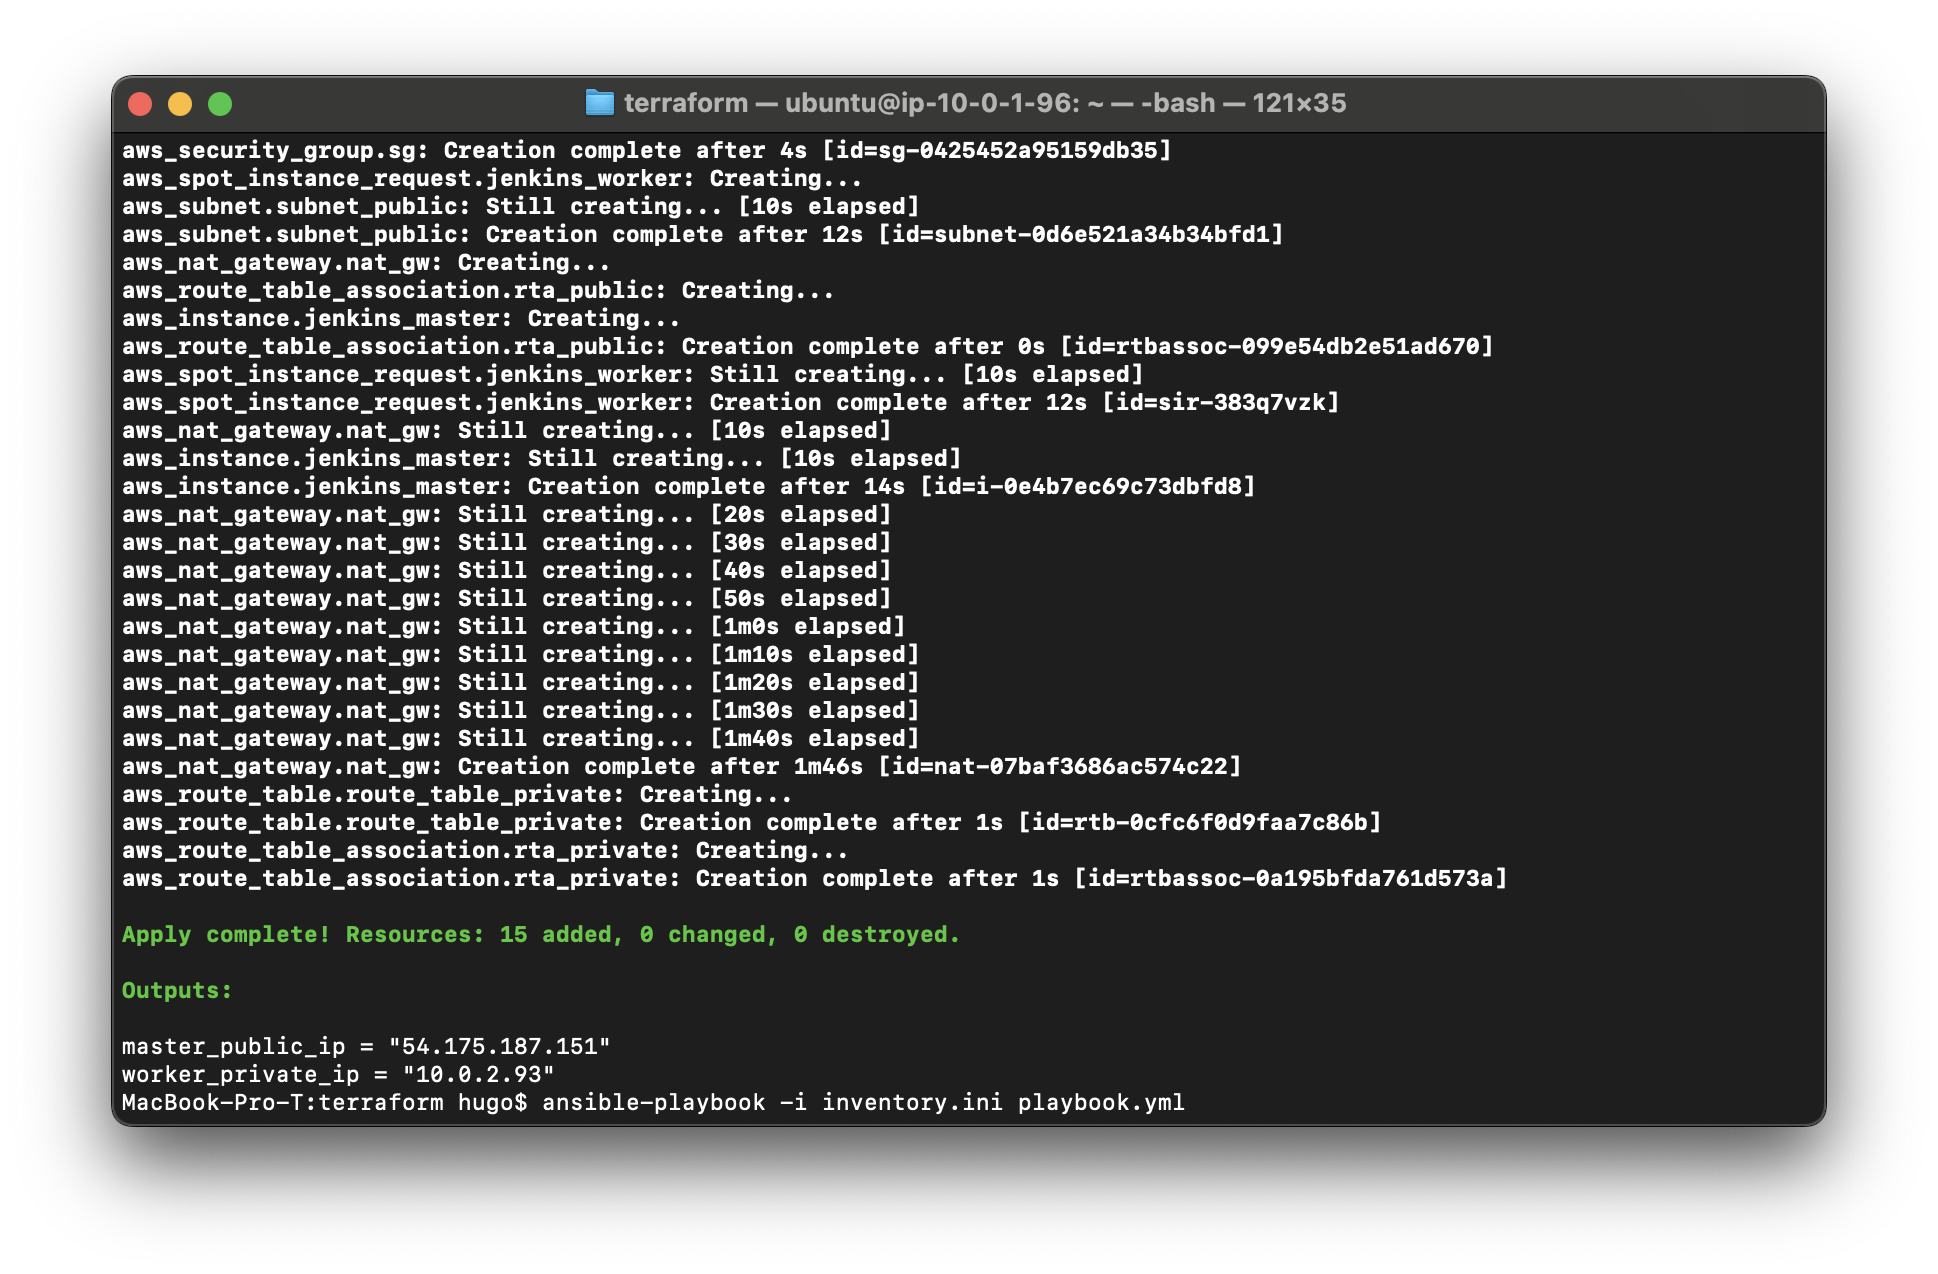 terraform — ubuntu@ip-10-0-1-96: ~ — -bash — 121×35
aws_security_group.sg: Creation complete after 4s [id=sg-0425452a95159db35]
aws_spot_instance_request.jenkins_worker: Creating...
aws_subnet.subnet_public: Still creating... [10s elapsed]
aws_subnet.subnet_public: Creation complete after 12s [id=subnet-0d6e521a34b34bfd1]
aws_nat_gateway.nat_gw: Creating...
aws_route_table_association.rta_public: Creating...
aws_instance.jenkins_master: Creating...
aws_route_table_association.rta_public: Creation complete after 0s [id=rtbassoc-099e54db2e51ad670]
aws_spot_instance_request.jenkins_worker: Still creating... [10s elapsed]
aws_spot_instance_request.jenkins_worker: Creation complete after 12s [id=sir-383q7vzk]
aws_nat_gateway.nat_gw: Still creating... [10s elapsed]
aws_instance.jenkins_master: Still creating... [10s elapsed]
aws_instance.jenkins_master: Creation complete after 14s [id=i-0e4b7ec69c73dbfd8]
aws_nat_gateway.nat_gw: Still creating... [20s elapsed]
aws_nat_gateway.nat_gw: Still creating... [30s elapsed]
aws_nat_gateway.nat_gw: Still creating... [40s elapsed]
aws_nat_gateway.nat_gw: Still creating... [50s elapsed]
aws_nat_gateway.nat_gw: Still creating... [1m0s elapsed]
aws_nat_gateway.nat_gw: Still creating... [1m10s elapsed]
aws_nat_gateway.nat_gw: Still creating... [1m20s elapsed]
aws_nat_gateway.nat_gw: Still creating... [1m30s elapsed]
aws_nat_gateway.nat_gw: Still creating... [1m40s elapsed]
aws_nat_gateway.nat_gw: Creation complete after 1m46s [id=nat-07baf3686ac574c22]
aws_route_table.route_table_private: Creating...
aws_route_table.route_table_private: Creation complete after 1s [id=rtb-0cfc6f0d9faa7c86b]
aws_route_table_association.rta_private: Creating...
aws_route_table_association.rta_private: Creation complete after 1s [id=rtbassoc-0a195bfda761d573a]
Apply complete! Resources: 15 added, 0 changed, 0 destroyed.
Outputs:
master_public_ip = "54.175.187.151"
worker_private_ip = "10.0.2.93"
MacBook-Pro-T:terraform hugo$ ansible-playbook -i inventory.ini playbook.yml